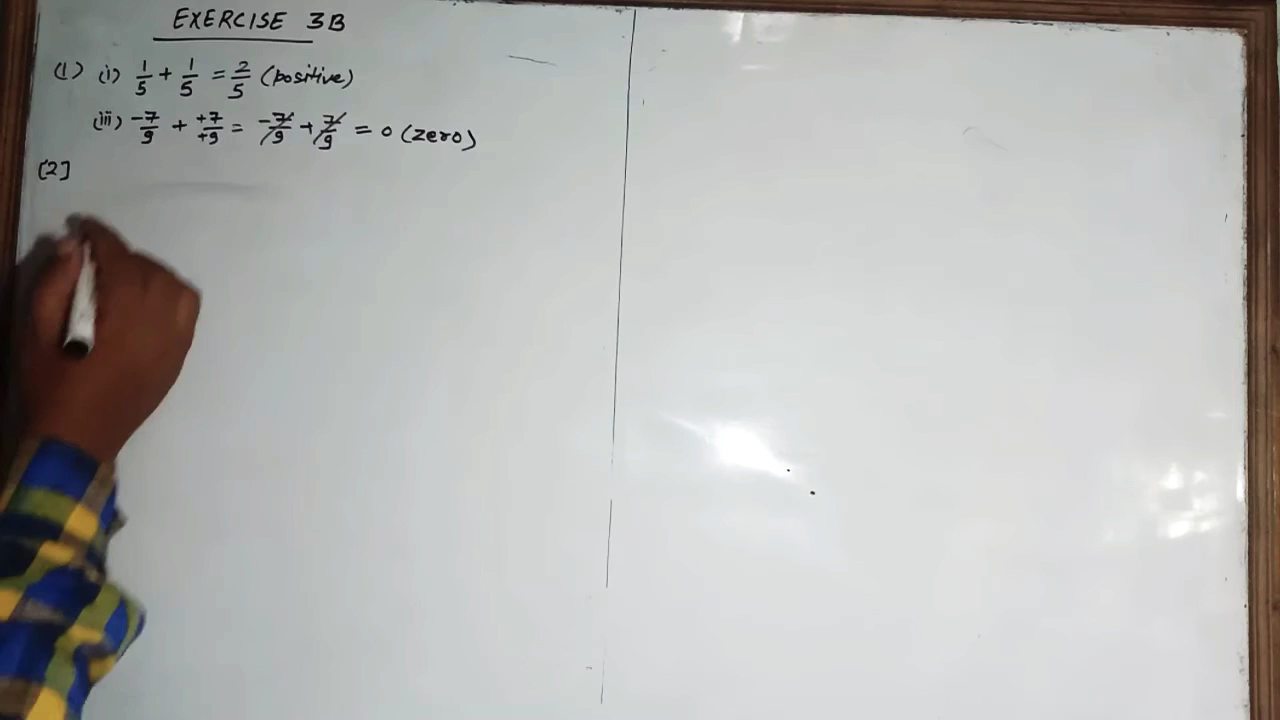 EXERCISE 3B
(1) (i) 1/5 + 1/5 = 2/5 (positive)
(iii) -7/9 + +7/+9 = -7/9 + 7/9 = 0 (zero)
[2]